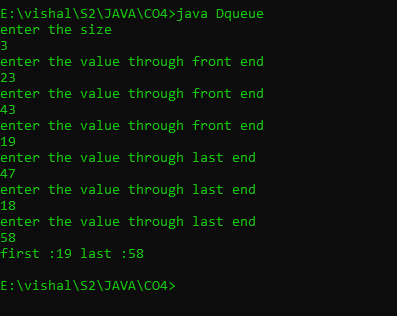 E:\vishal\S2\JAVA\CO4>java Dqueue
enter the size
3
enter the value through front end
23
enter the value through front end
43
enter the value through front end
19
enter the value through last end
47
enter the value through last end
18
enter the value through last end
58
first :19 last :58
E:\vishal\S2\JAVA\CO4>